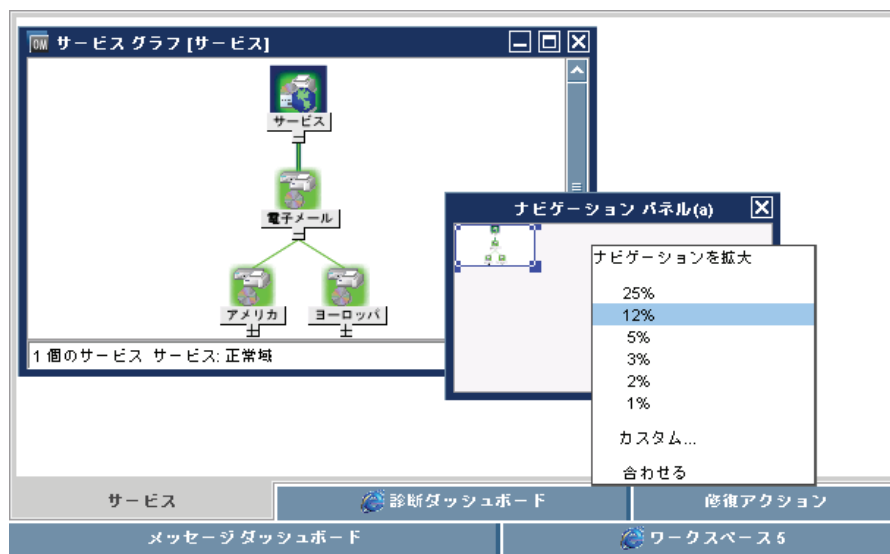 OM サービス グラフ [サービス]
サービス
電子メール
アメリカ ヨーロッパ
1 個のサービス サービス: 正常域
ナビゲーション パネル(a)
ナビゲーションを拡大
25%
12%
5%
3%
2%
1%
カスタム...
合わせる
サービス 診断ダッシュボード 修復アクション
メッセージ ダッシュボード ワークスペース 5